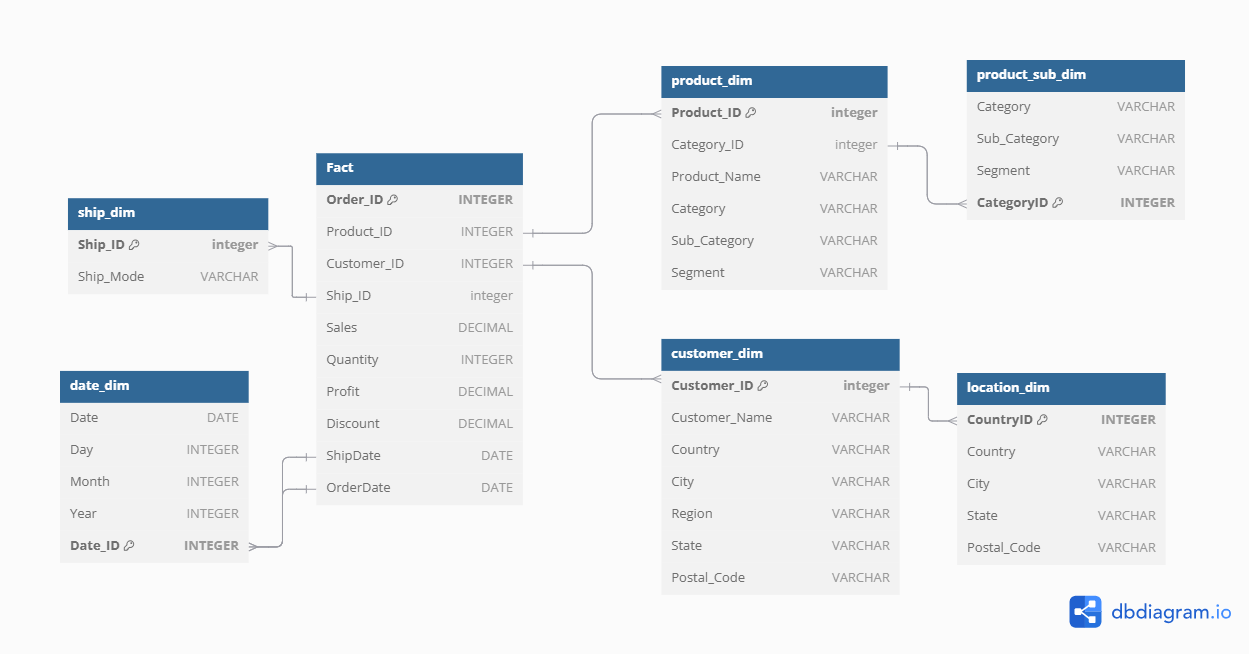 ship_dim
Ship_ID integer
Ship_Mode VARCHAR
date_dim
Date DATE
Day INTEGER
Month INTEGER
Year INTEGER
Date_ID INTEGER
Fact
Order_ID INTEGER
Product_ID INTEGER
Customer_ID INTEGER
Ship_ID integer
Sales DECIMAL
Quantity INTEGER
Profit DECIMAL
Discount DECIMAL
ShipDate DATE
OrderDate DATE
product_dim
Product_ID integer
Category_ID integer
Product_Name VARCHAR
Category VARCHAR
Sub_Category VARCHAR
Segment VARCHAR
product_sub_dim
Category VARCHAR
Sub_Category VARCHAR
Segment VARCHAR
CategoryID INTEGER
customer_dim
Customer_ID integer
Customer_Name VARCHAR
Country VARCHAR
City VARCHAR
Region VARCHAR
State VARCHAR
Postal_Code VARCHAR
location_dim
CountryID INTEGER
Country VARCHAR
City VARCHAR
State VARCHAR
Postal_Code VARCHAR
dbdiagram.io